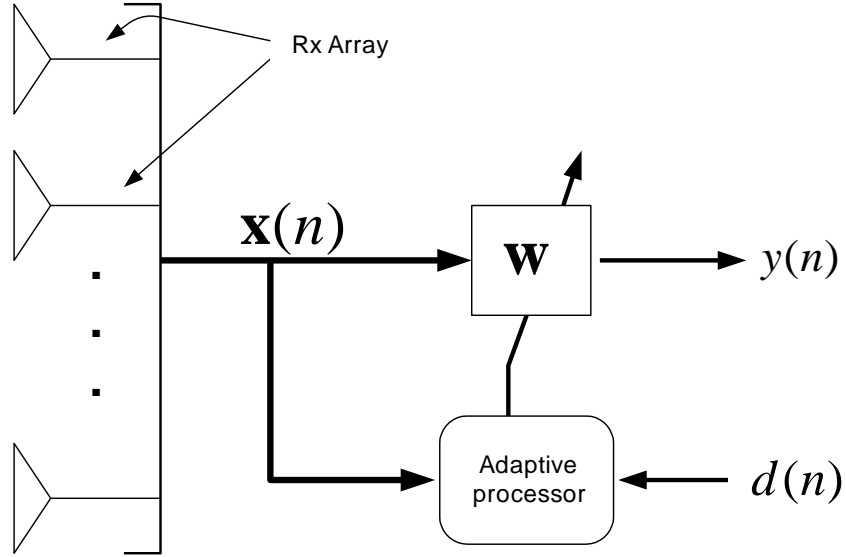 Rx Array
x(n)
w
y(n)
Adaptive
processor
d(n)